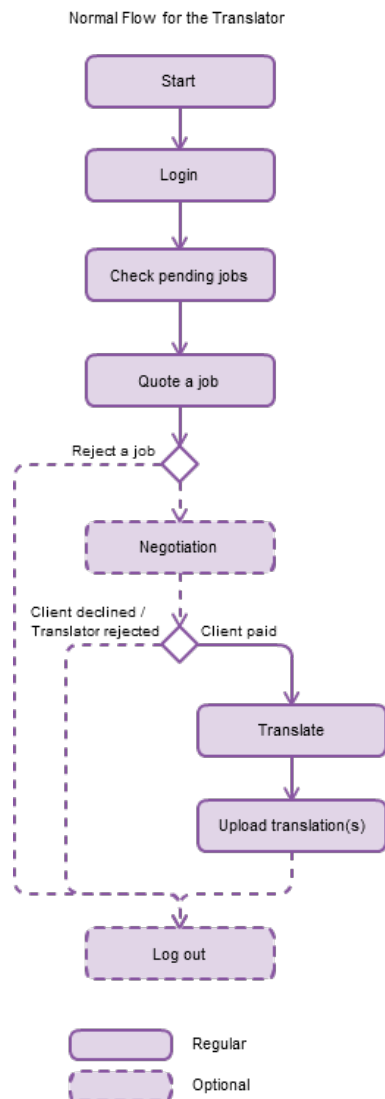 Normal Flow for the Translator
Start
Login
Check pending jobs
Quote a job
Reject a job
Negotiation
Client declined /
Translator rejected
Client paid
Translate
Upload translation(s)
Log out
Regular
Optional